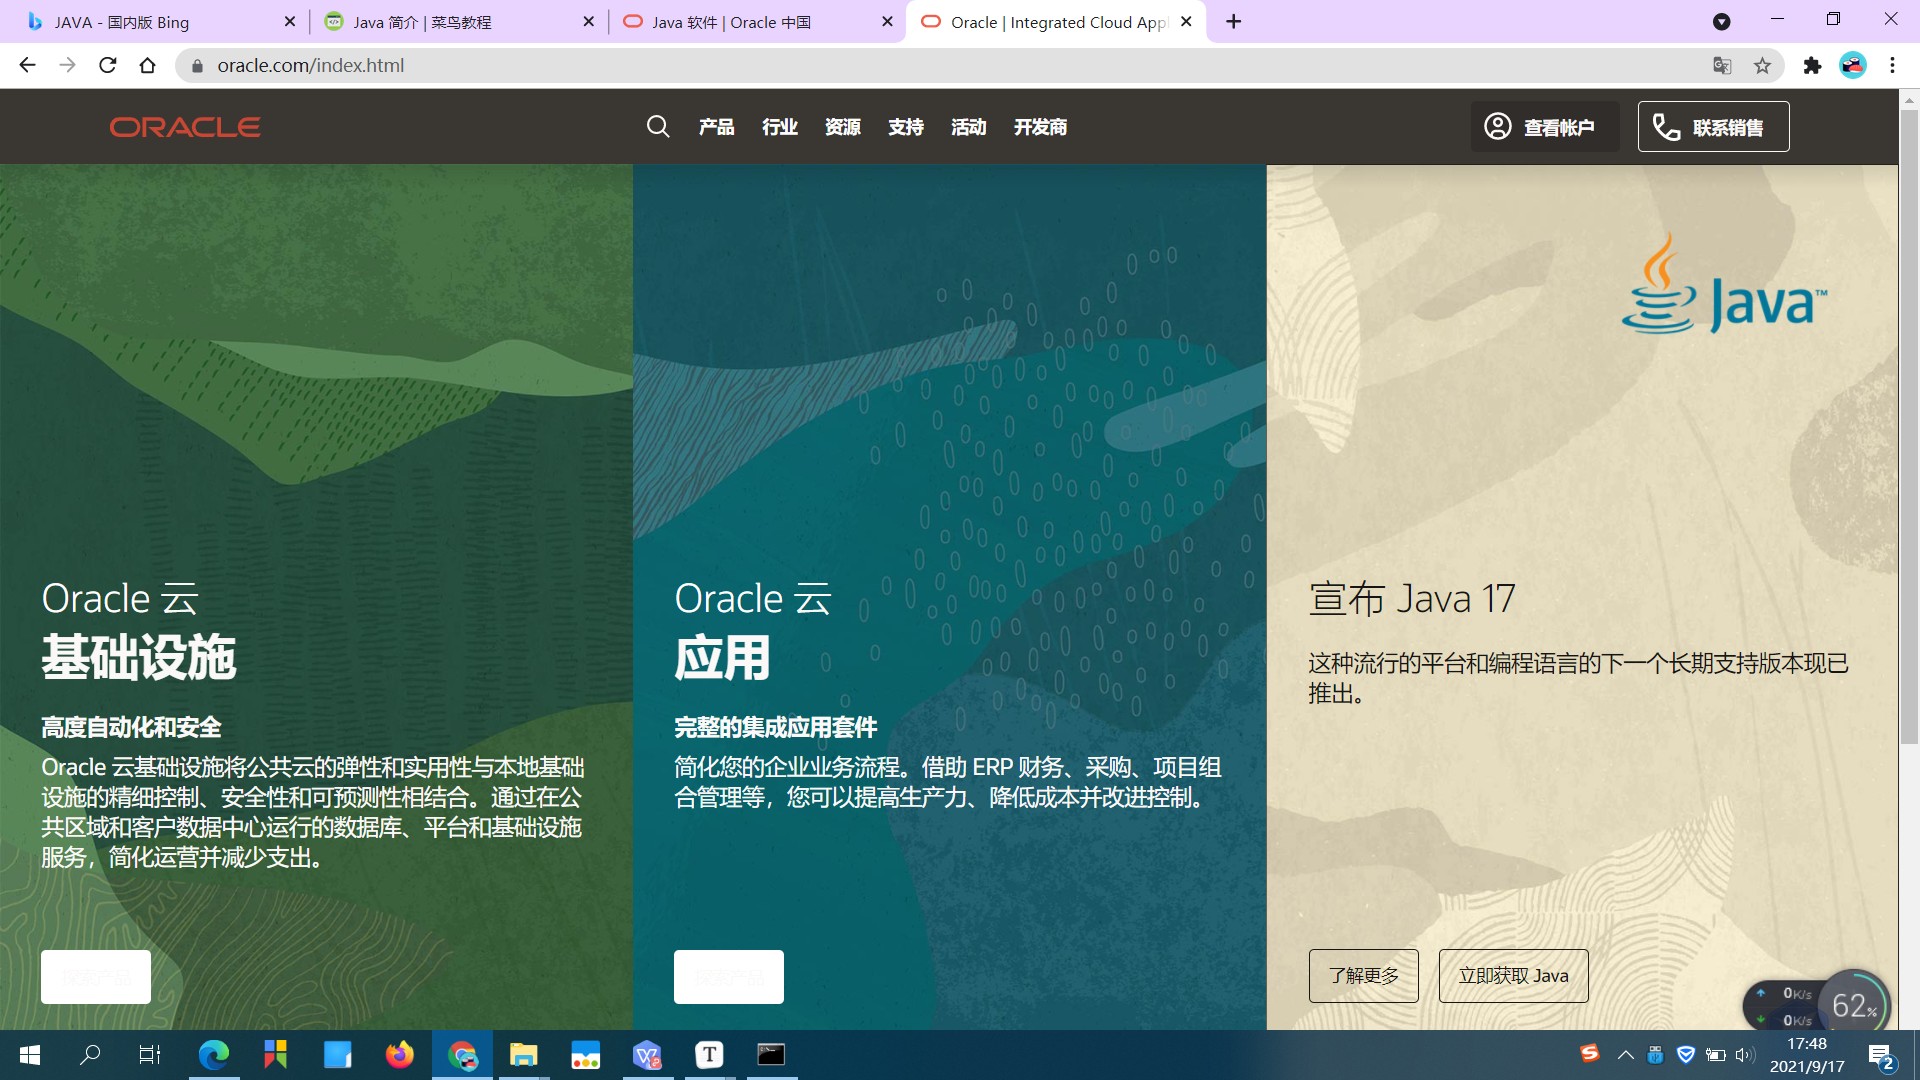 JAVA - 国内版 Bing
Java 简介 | 菜鸟教程
Java 软件 | Oracle 中国
Oracle | Integrated Cloud Appl
oracle.com/index.html
ORACLE
产品 行业 资源 支持 活动 开发商
查看帐户
联系销售
Java™
Oracle 云
基础设施
高度自动化和安全
Oracle 云基础设施将公共云的弹性和实用性与本地基础
设施的精细控制、安全性和可预测性相结合。通过在公
共区域和客户数据中心运行的数据库、平台和基础设施
服务，简化运营并减少支出。
探索产品
Oracle 云
应用
完整的集成应用套件
简化您的企业业务流程。借助 ERP 财务、采购、项目组
合管理等，您可以提高生产力、降低成本并改进控制。
探索产品
宣布 Java 17
这种流行的平台和编程语言的下一个长期支持版本现已
推出。
了解更多
立即获取 Java
0K/s
0K/s
62%
17:48
2021/9/17
2